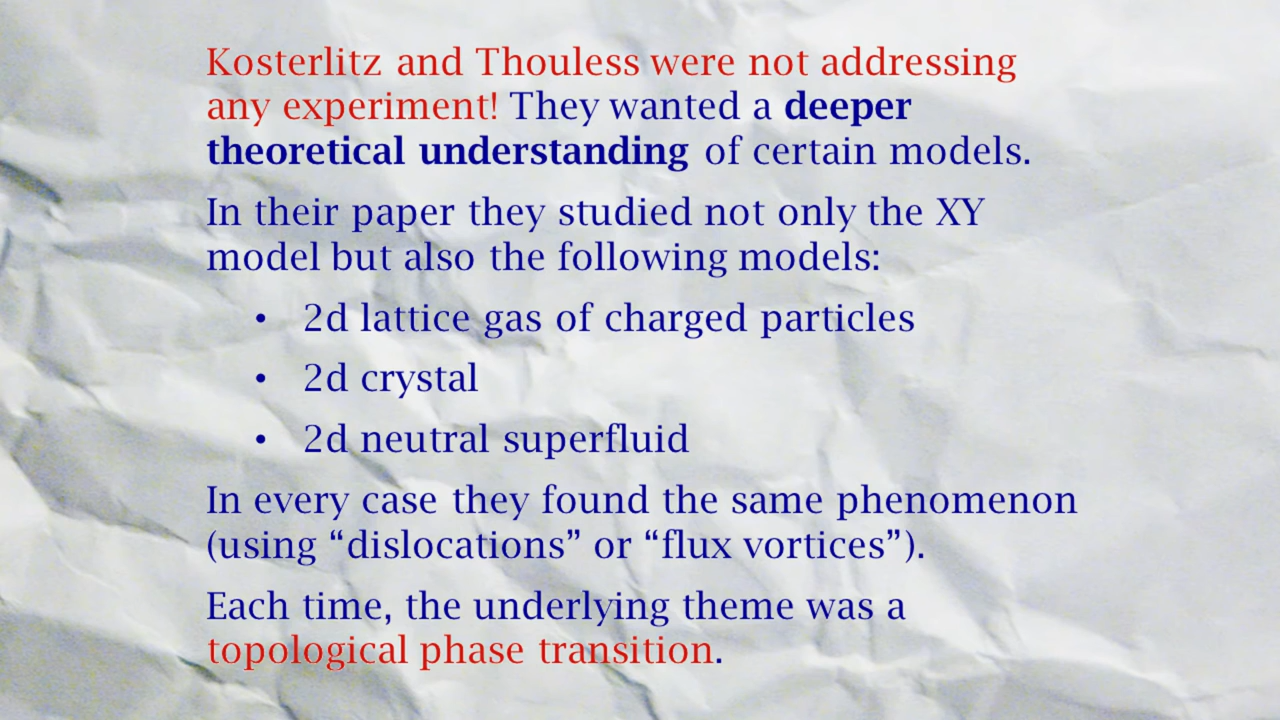 Kosterlitz and Thouless were not addressing
any experiment! They wanted a deeper
theoretical understanding of certain models.
In their paper they studied not only the XY
model but also the following models:
• 2d lattice gas of charged particles
• 2d crystal
• 2d neutral superfluid
In every case they found the same phenomenon
(using “dislocations” or “flux vortices”).
Each time, the underlying theme was a
topological phase transition.